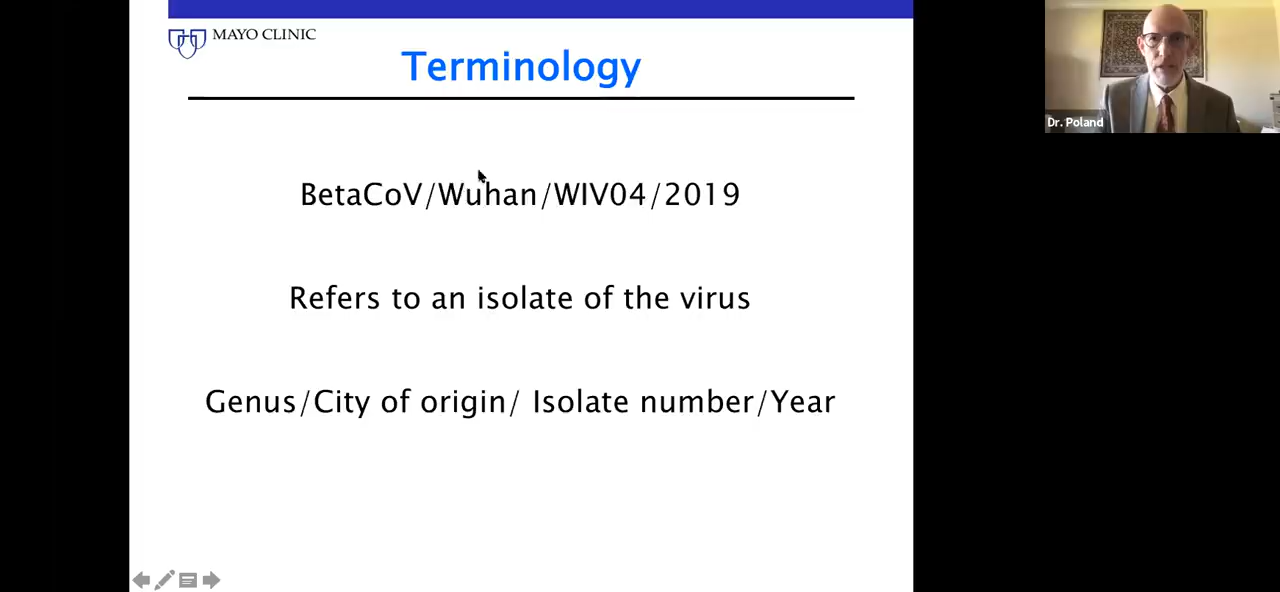 MAYO CLINIC
Terminology
BetaCoV/Wuhan/WIV04/2019
Refers to an isolate of the virus
Genus/City of origin/ Isolate number/Year
Dr. Poland